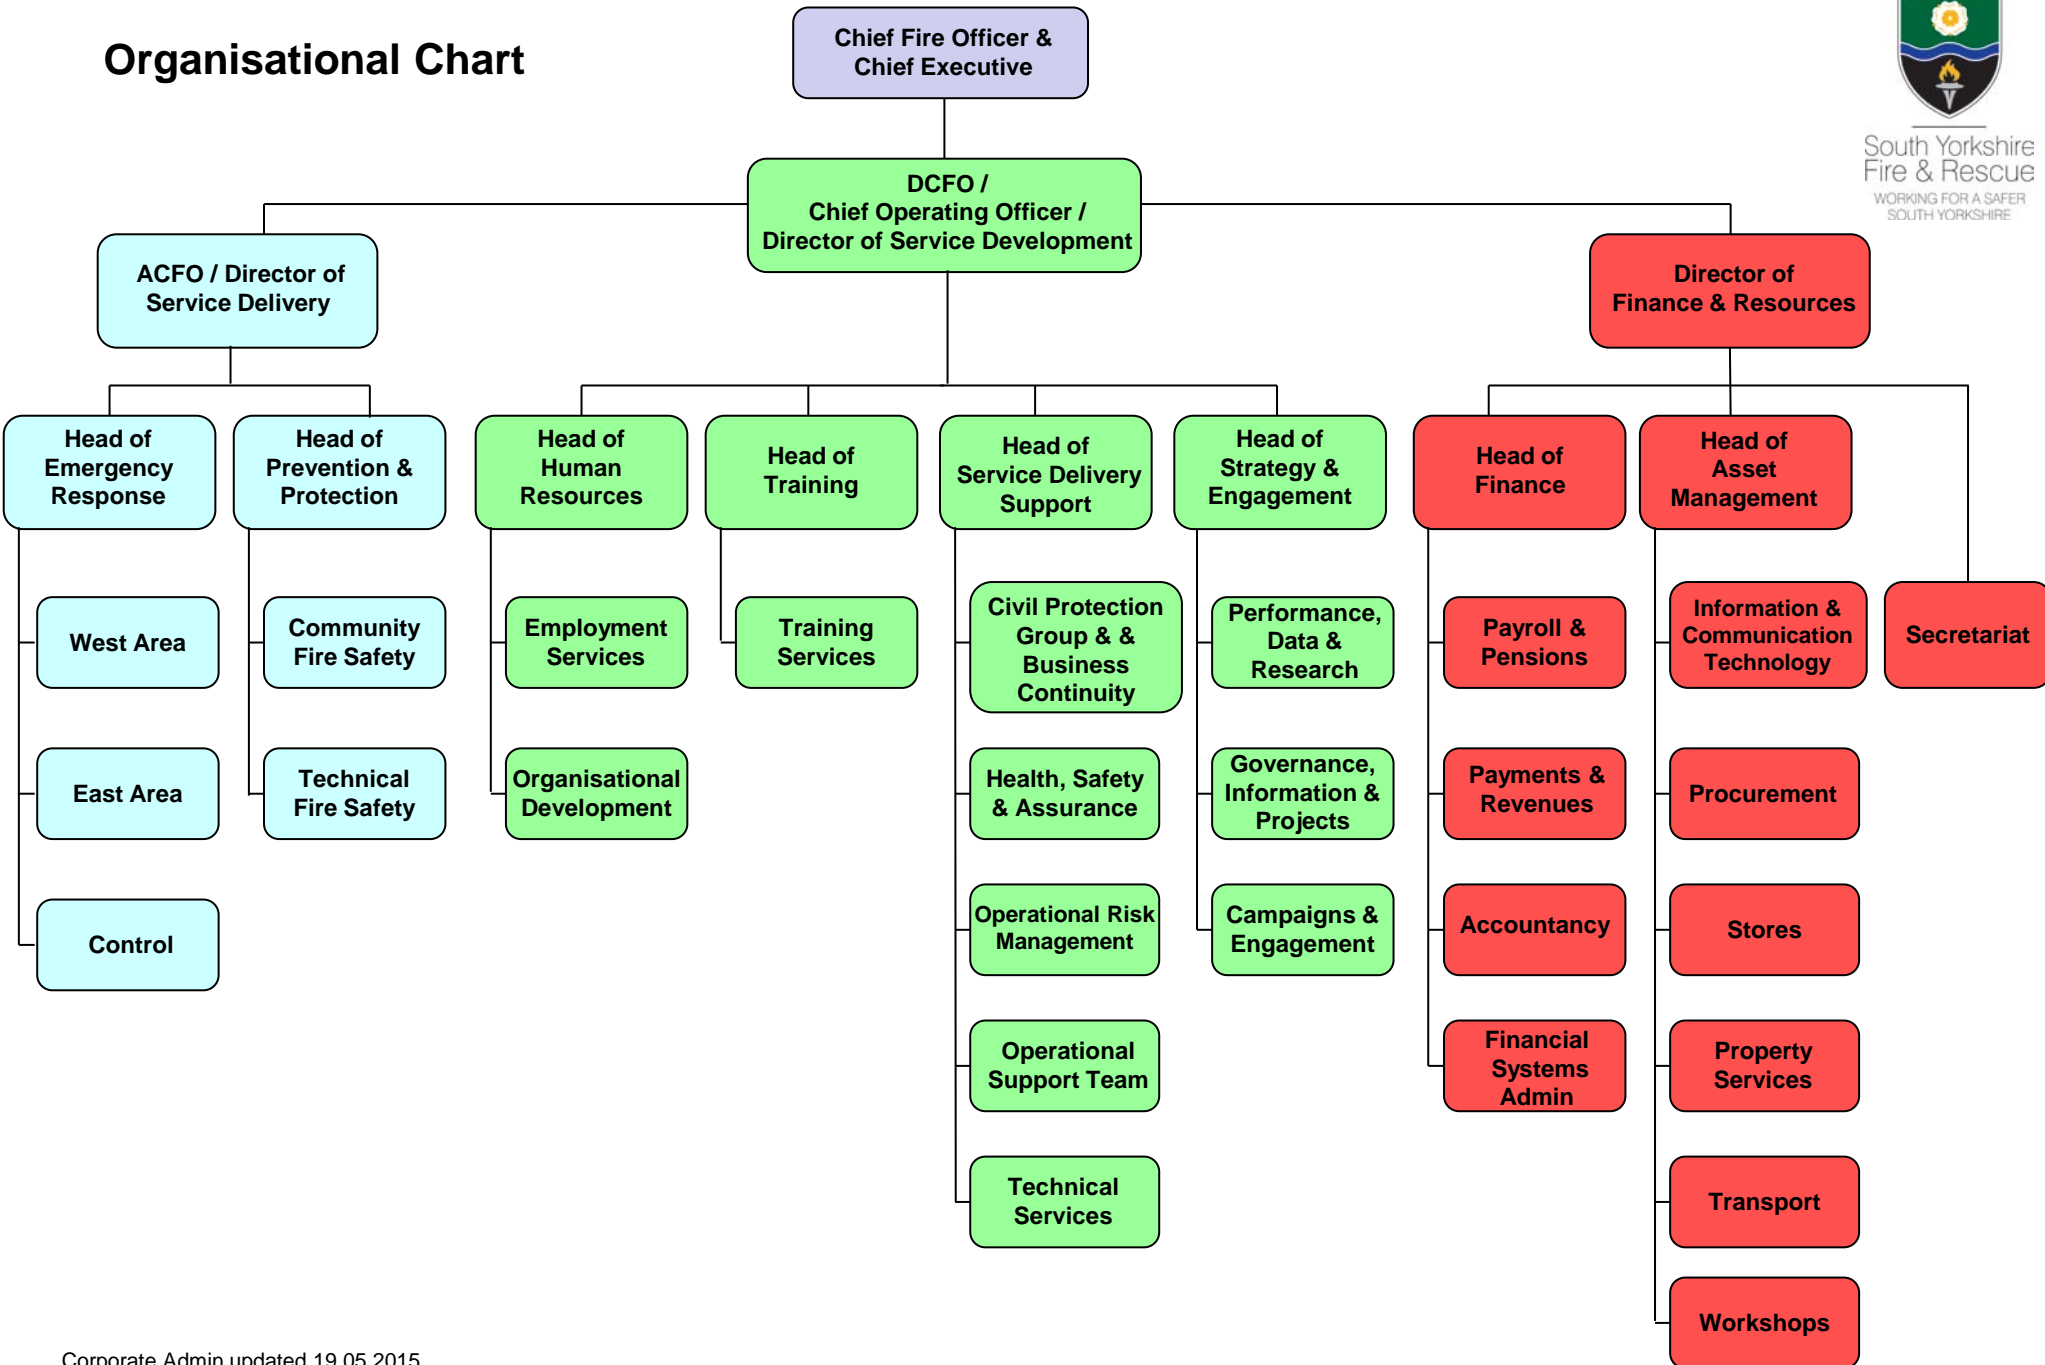 Organisational Chart
Chief Fire Officer &
Chief Executive
South Yorkshire
Fire & Rescue
WORKING FOR A SAFER
SOUTH YORKSHIRE
DCFO /
Chief Operating Officer /
Director of Service Development
ACFO / Director of
Service Delivery
Director of
Finance & Resources
Head of
Emergency
Response
Head of
Prevention &
Protection
Head of
Human
Resources
Head of
Training
Head of
Service Delivery
Support
Head of
Strategy &
Engagement
Head of
Finance
Head of
Asset
Management
West Area
Community
Fire Safety
Employment
Services
Training
Services
Civil Protection
Group & &
Business
Continuity
Performance,
Data &
Research
Payroll &
Pensions
Information &
Communication
Technology
Secretariat
East Area
Technical
Fire Safety
Organisational
Development
Health, Safety
& Assurance
Governance,
Information &
Projects
Payments &
Revenues
Procurement
Control
Operational Risk
Management
Campaigns &
Engagement
Accountancy
Stores
Operational
Support Team
Financial
Systems
Admin
Property
Services
Technical
Services
Transport
Workshops
Corporate Admin updated 19.05.2015